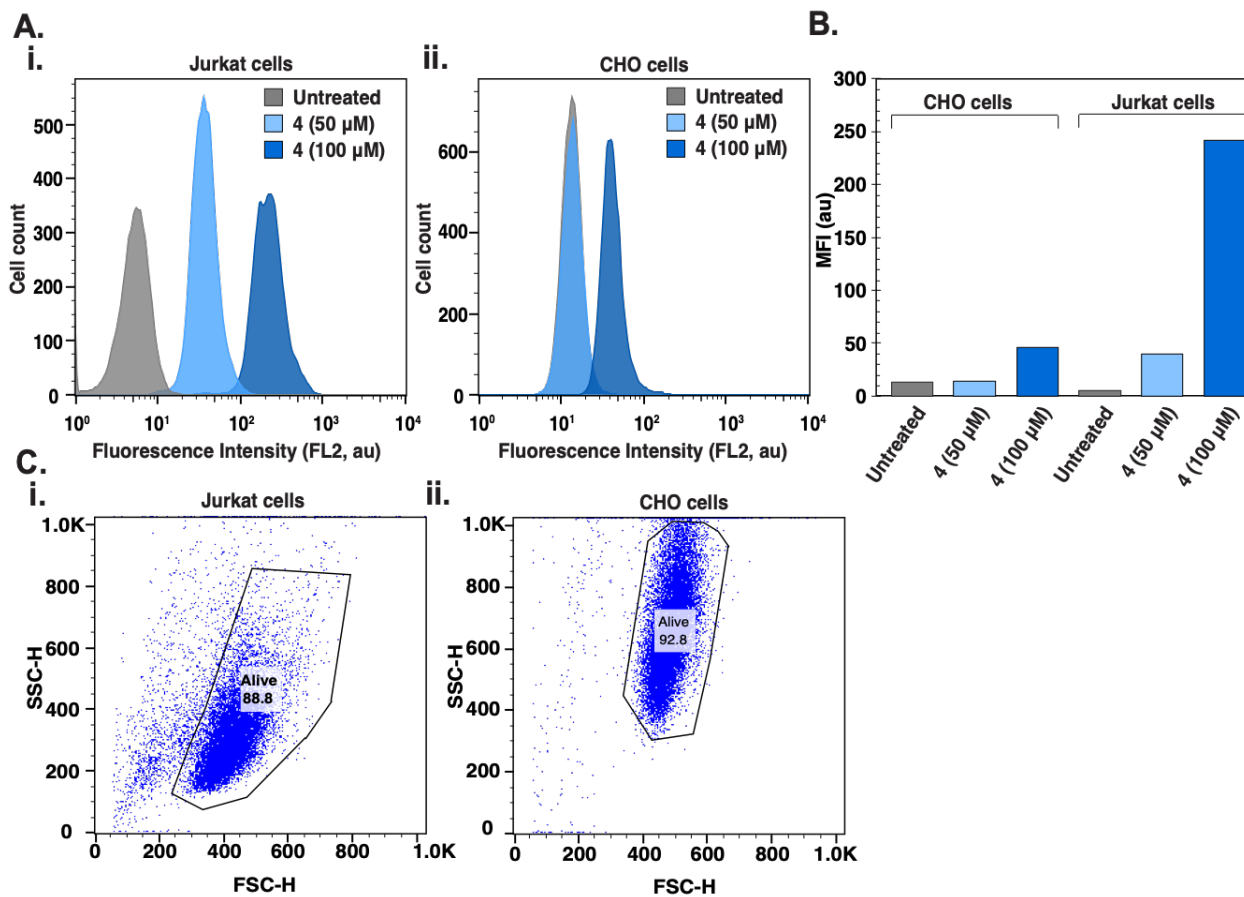 A.
i.
Jurkat cells
Untreated
4 (50 µM)
4 (100 µM)
Cell count
500
400
300
200
100
0
10⁰ 10¹ 10² 10³ 10⁴
Fluorescence Intensity (FL2, au)
ii.
CHO cells
Untreated
4 (50 µM)
4 (100 µM)
Cell count
600
400
200
0
10⁰ 10¹ 10² 10³ 10⁴
Fluorescence Intensity (FL2, au)
B.
CHO cells Jurkat cells
MFI (au)
300
250
200
150
100
50
0
Untreated
4 (50 µM)
4 (100 µM)
Untreated
4 (50 µM)
4 (100 µM)
C.
i.
Jurkat cells
SSC-H
1.0K
800
600
400
200
0
Alive
88.8
0 200 400 600 800 1.0K
FSC-H
ii.
CHO cells
SSC-H
1.0K
800
600
400
200
0
Alive
92.8
0 200 400 600 800 1.0K
FSC-H